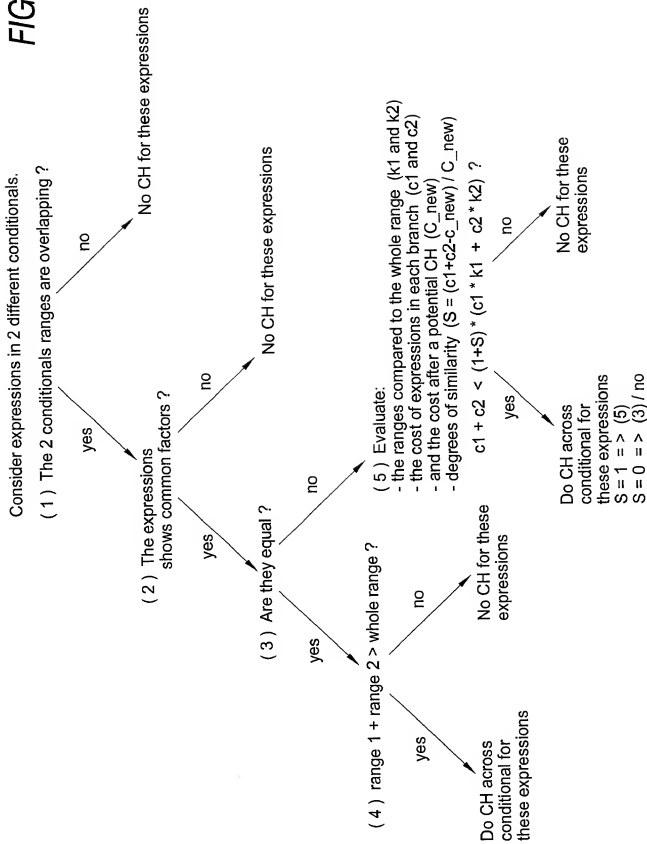 FIG
Consider expressions in 2 different conditionals.
( 1 ) The 2 conditionals ranges are overlapping ?
yes
no
No CH for these expressions
( 2 ) The expressions
shows common factors ?
yes
no
No CH for these expressions
( 3 ) Are they equal ?
yes
no
( 4 ) range 1 + range 2 > whole range ?
yes
no
Do CH across
conditional for
these expressions
No CH for these
expressions
( 5 ) Evaluate:
- the ranges compared to the whole range (k1 and k2)
- the cost of expressions in each branch (c1 and c2)
- and the cost after a potential CH (C_new)
- degrees of similarity (S = (c1+c2-c_new) / C_new)
c1 + c2 < (1+S) * (c1 * k1 + c2 * k2) ?
yes
no
Do CH across
conditional for
these expressions
S = 1 = > (5)
S = 0 = > (3) / no
No CH for these
expressions